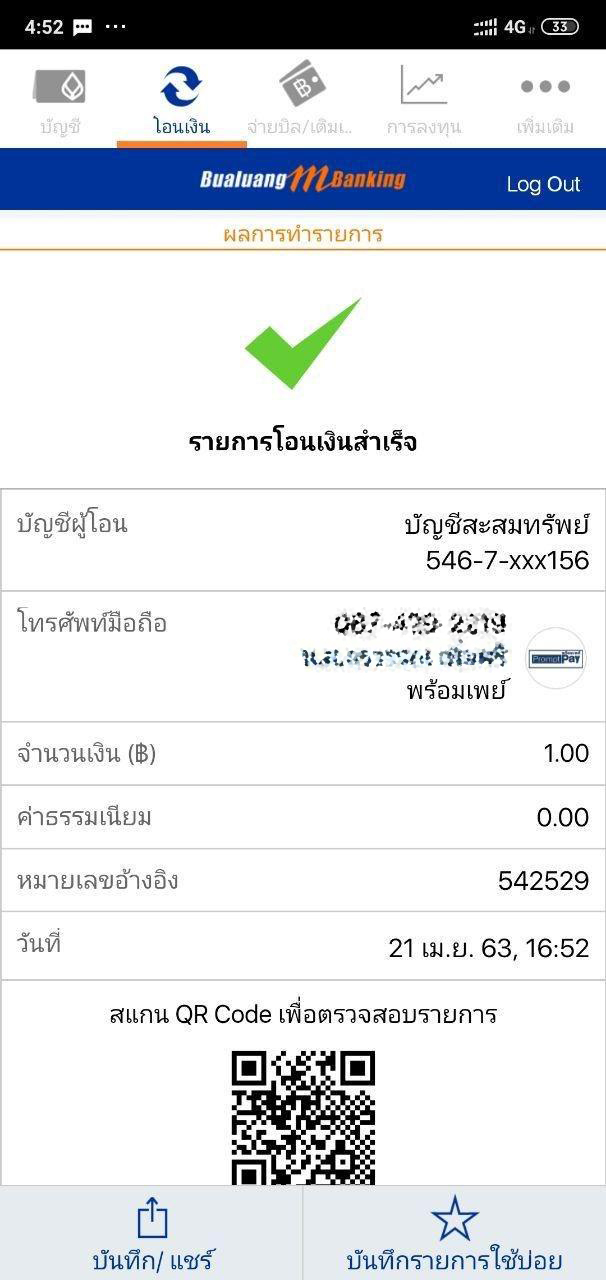 4:52 ... 4G 33
บัญชี โอนเงิน จ่ายบิล/เติมเ.. การลงทุน เพิ่มเติม
Bualuang mBanking Log Out
ผลการทำรายการ
รายการโอนเงินสำเร็จ
บัญชีผู้โอน บัญชีสะสมทรัพย์
546-7-xxx156
โทรศัพท์มือถือ
PromptPay
พร้อมเพย์
จำนวนเงิน (฿) 1.00
ค่าธรรมเนียม 0.00
หมายเลขอ้างอิง 542529
วันที่ 21 เม.ย. 63, 16:52
สแกน QR Code เพื่อตรวจสอบรายการ
บันทึก/ แชร์ บันทึกรายการใช้บ่อย